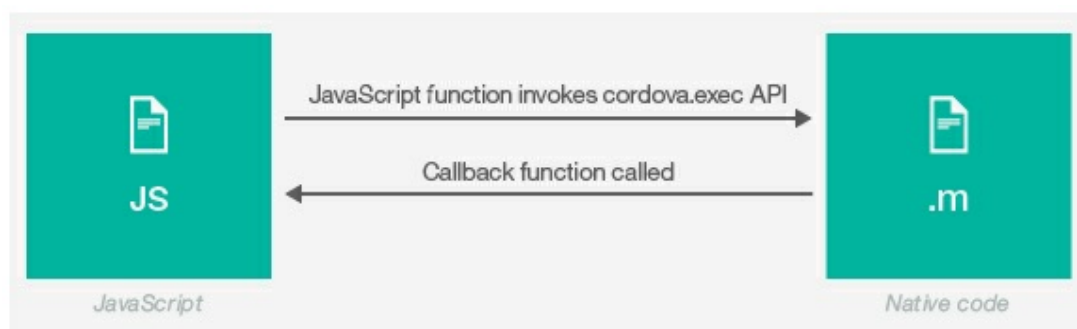 JavaScript function invokes cordova.exec API
Callback function called
JS
.m
JavaScript
Native code